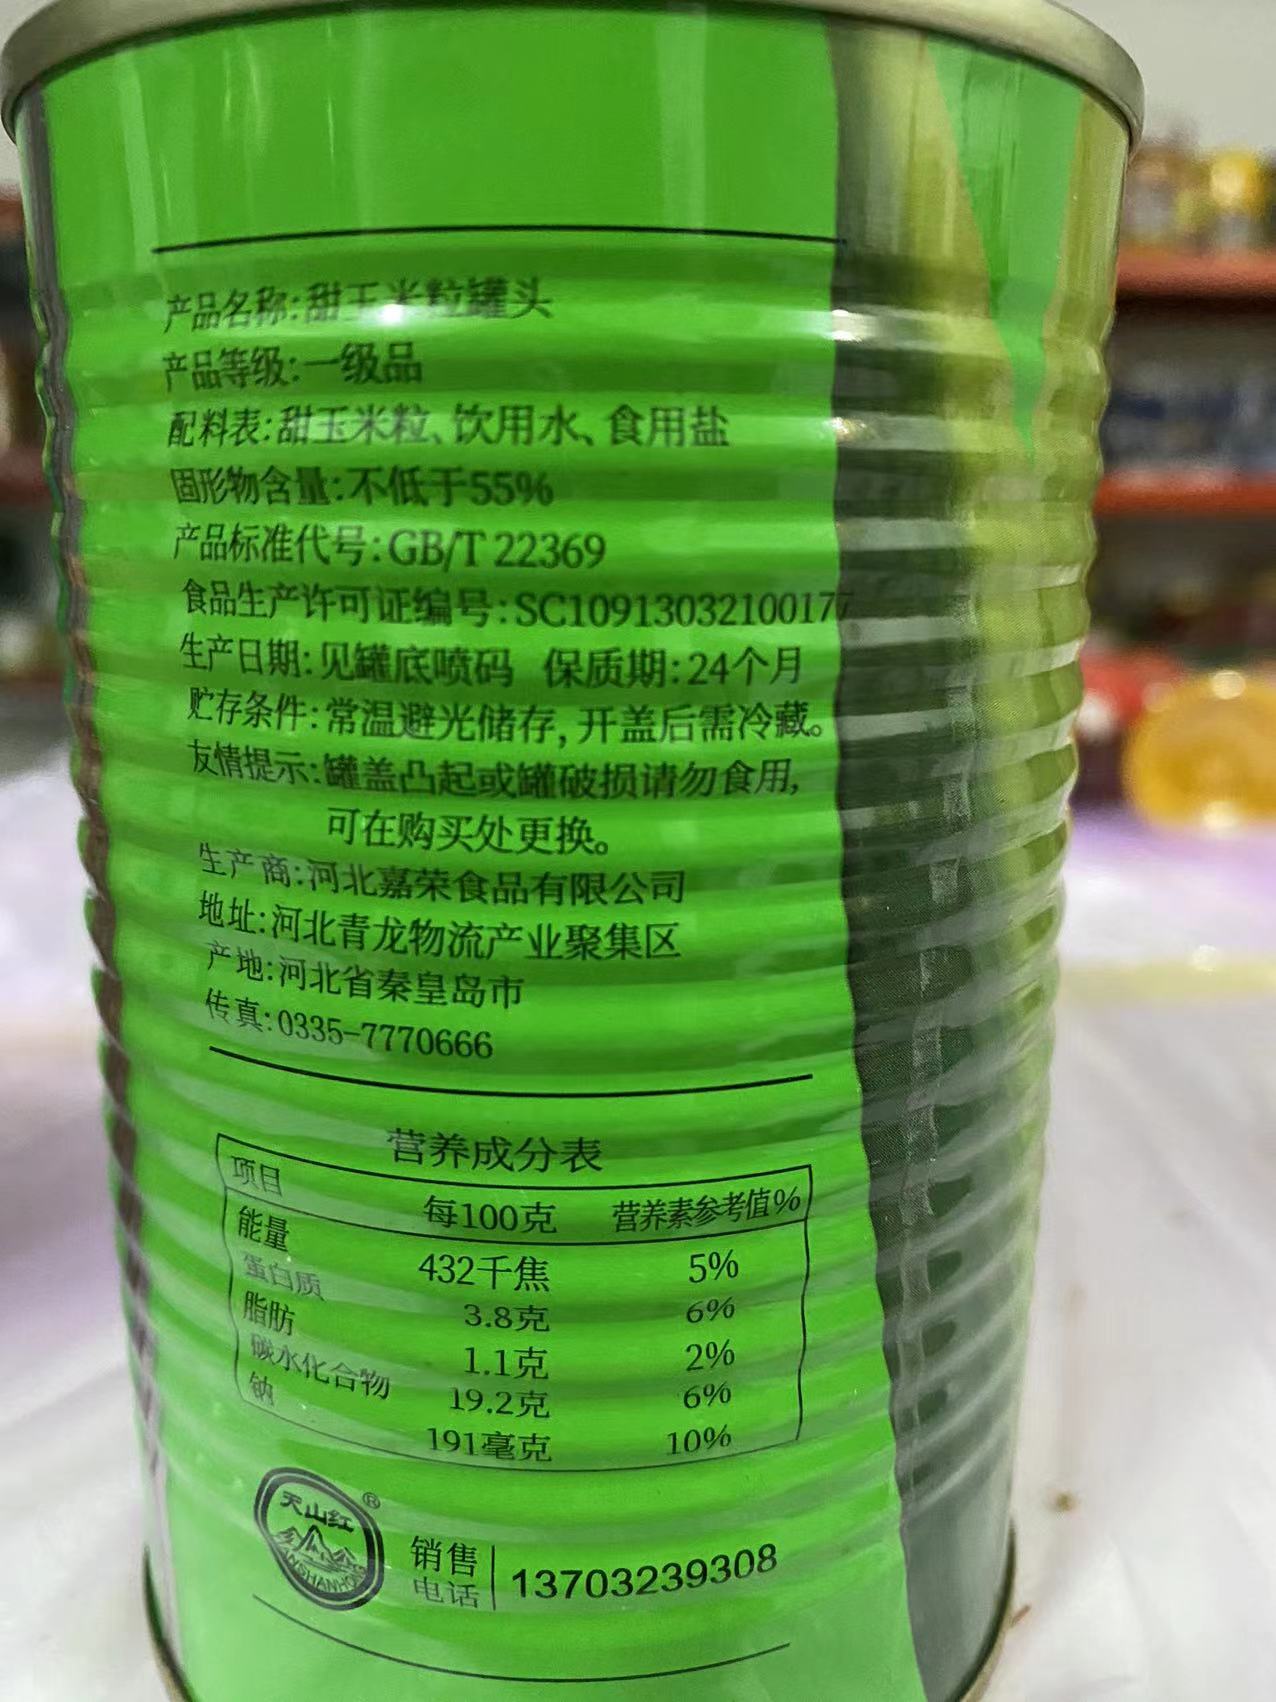 产品名称:甜玉米粒罐头
产品等级:一级品
配料表:甜玉米粒、饮用水、食用盐
固形物含量:不低于55%
产品标准代号:GB/T 22369
食品生产许可证编号:SC10913032100177
生产日期:见罐底喷码 保质期:24个月
贮存条件:常温避光储存,开盖后需冷藏。
友情提示:罐盖凸起或罐破损请勿食用,
可在购买处更换。
生产商:河北嘉荣食品有限公司
地址:河北青龙物流产业聚集区
产地:河北省秦皇岛市
传真:0335-7770666
营养成分表
项目 每100克 营养素参考值%
能量 432千焦 5%
蛋白质 3.8克 6%
脂肪 1.1克 2%
碳水化合物 19.2克 6%
钠 191毫克 10%
天山红®
销售电话 13703239308